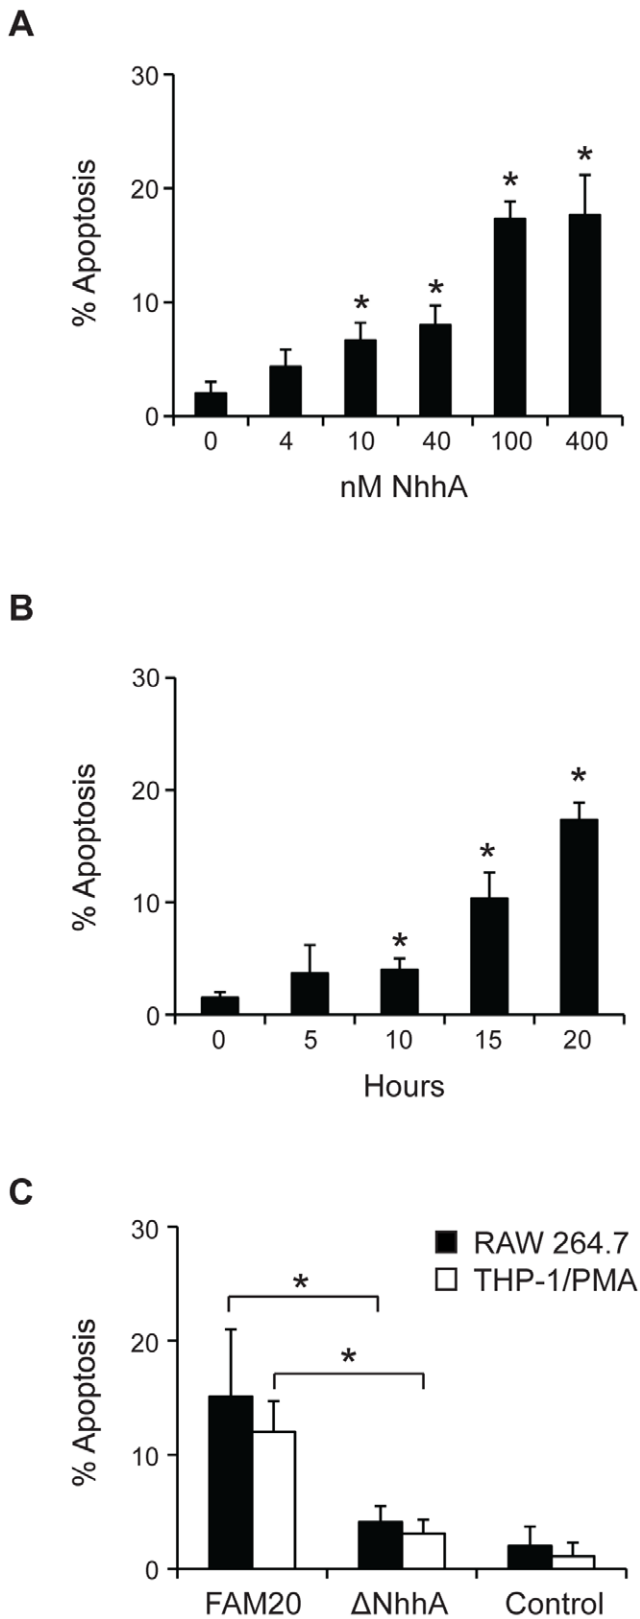 A
30
20
10
0
% Apoptosis
*
*
*
*
0 4 10 40 100 400
nM NhhA
B
30
20
10
0
% Apoptosis
*
*
*
0 5 10 15 20
Hours
C
30
20
10
0
% Apoptosis
RAW 264.7
THP-1/PMA
*
*
FAM20 ΔNhhA Control